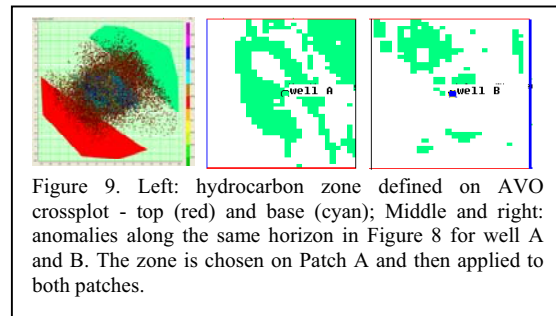 well A
well B
Figure 9. Left: hydrocarbon zone defined on AVO
crossplot - top (red) and base (cyan); Middle and right:
anomalies along the same horizon in Figure 8 for well A
and B. The zone is chosen on Patch A and then applied to
both patches.